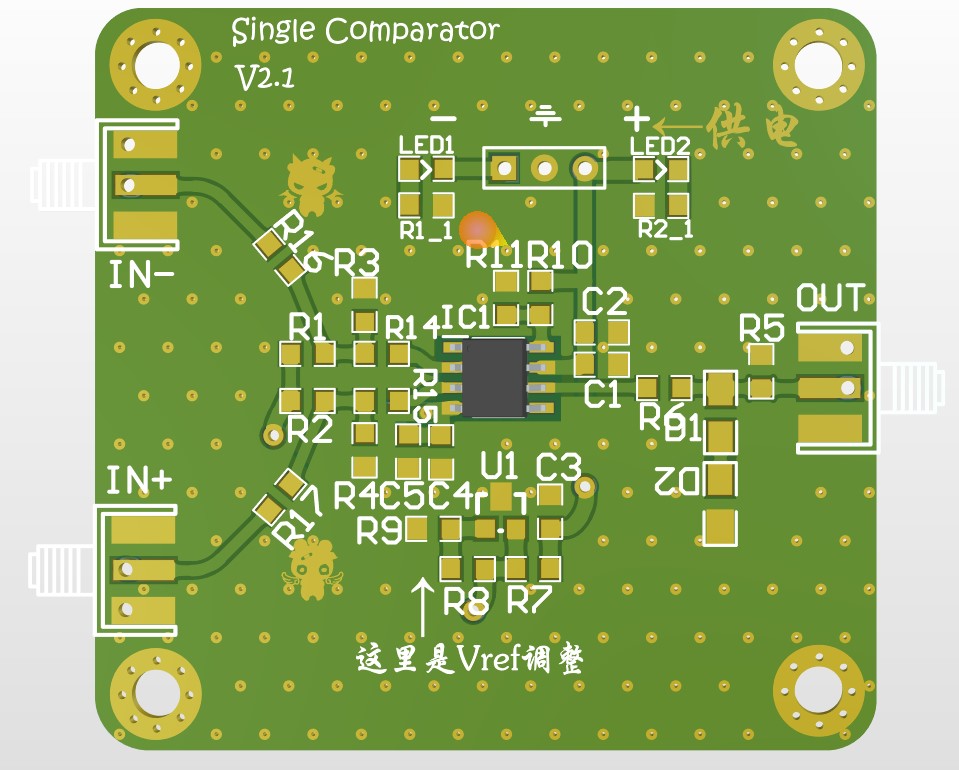 Single Comparator
V2.1
− +
供电
LED1 LED2
R1_1 R2_1
R11 R10
IN- R16 R3
OUT
C2
R1 R14 IC1 R5
R15
C1
R6 D1
R2
IN+ U1 C3 D2
R4 C5 C4
R17 R9
R8 R7
这里是Vref调整